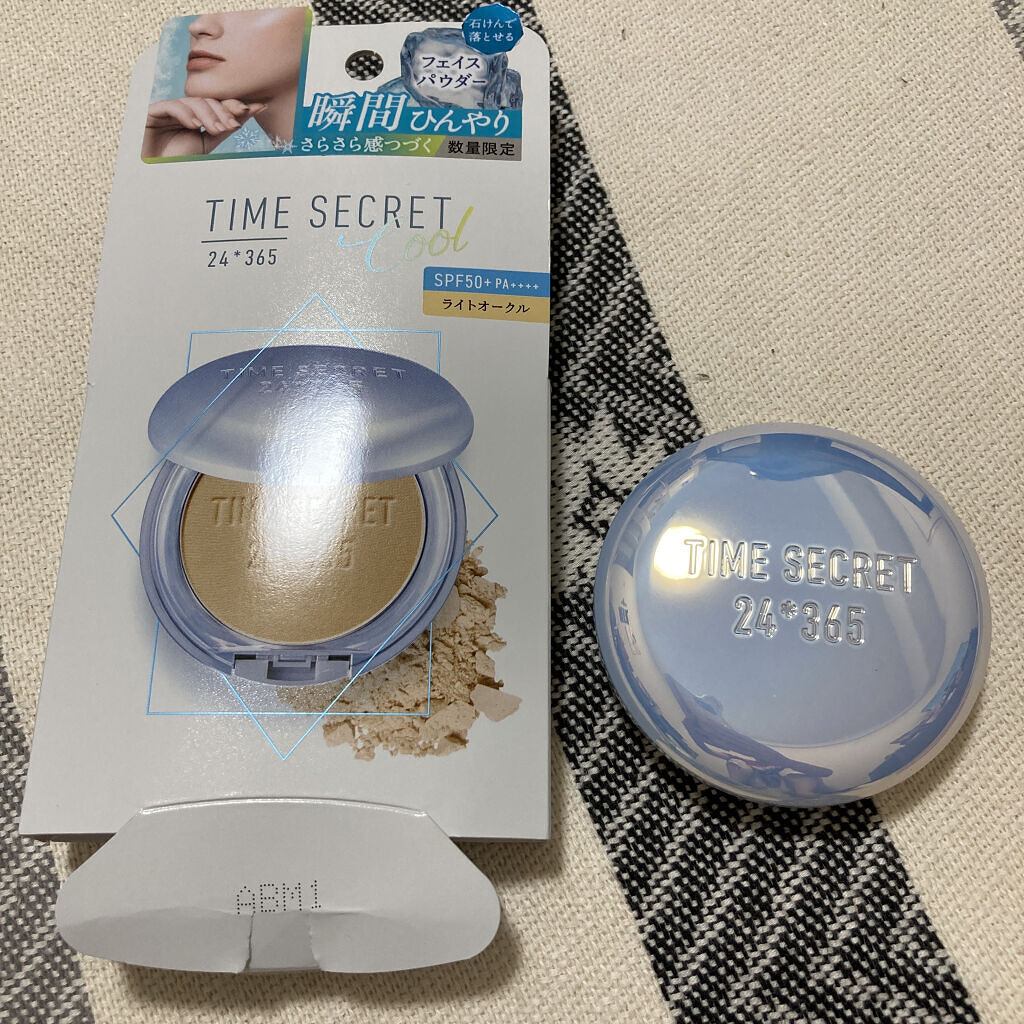 石けんで
落とせる
フェイス
パウダー
瞬間ひんやり
さらさら感つづく 数量限定
TIME SECRET
Cool
24*365
SPF50+ PA++++
ライトオークル
TIME SECRET
TIME SECRET
ABM1
TIME SECRET
24*365